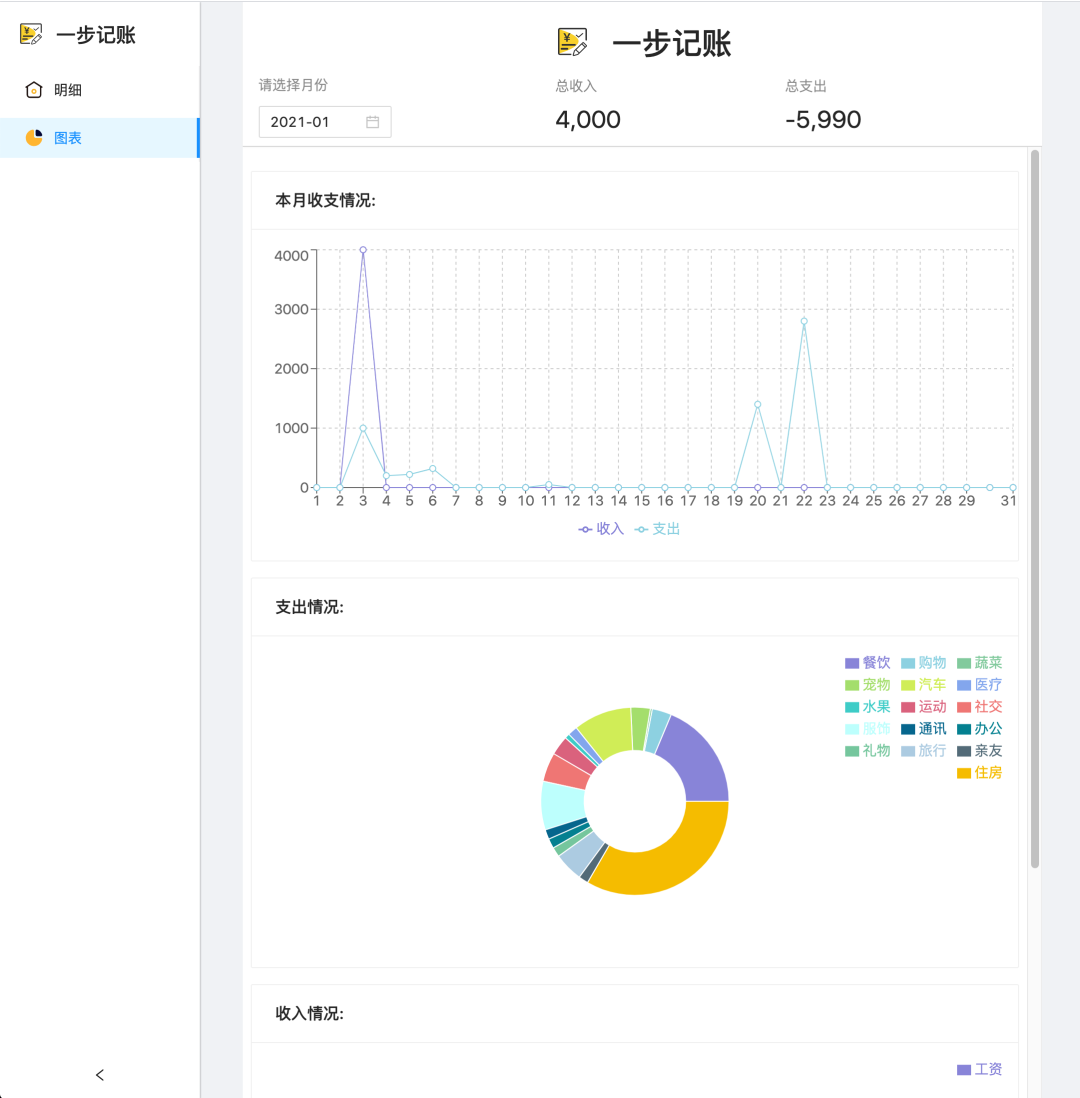 一步记账
明细
图表
一步记账
请选择月份
总收入
总支出
2021-01
4,000
-5,990
本月收支情况:
4000
3000
2000
1000
0
1 2 3 4 5 6 7 8 9 10 11 12 13 14 15 16 17 18 19 20 21 22 23 24 25 26 27 28 29 31
收入 支出
支出情况:
餐饮 购物 蔬菜
宠物 汽车 医疗
水果 运动 社交
服饰 通讯 办公
礼物 旅行 亲友
住房
收入情况:
工资